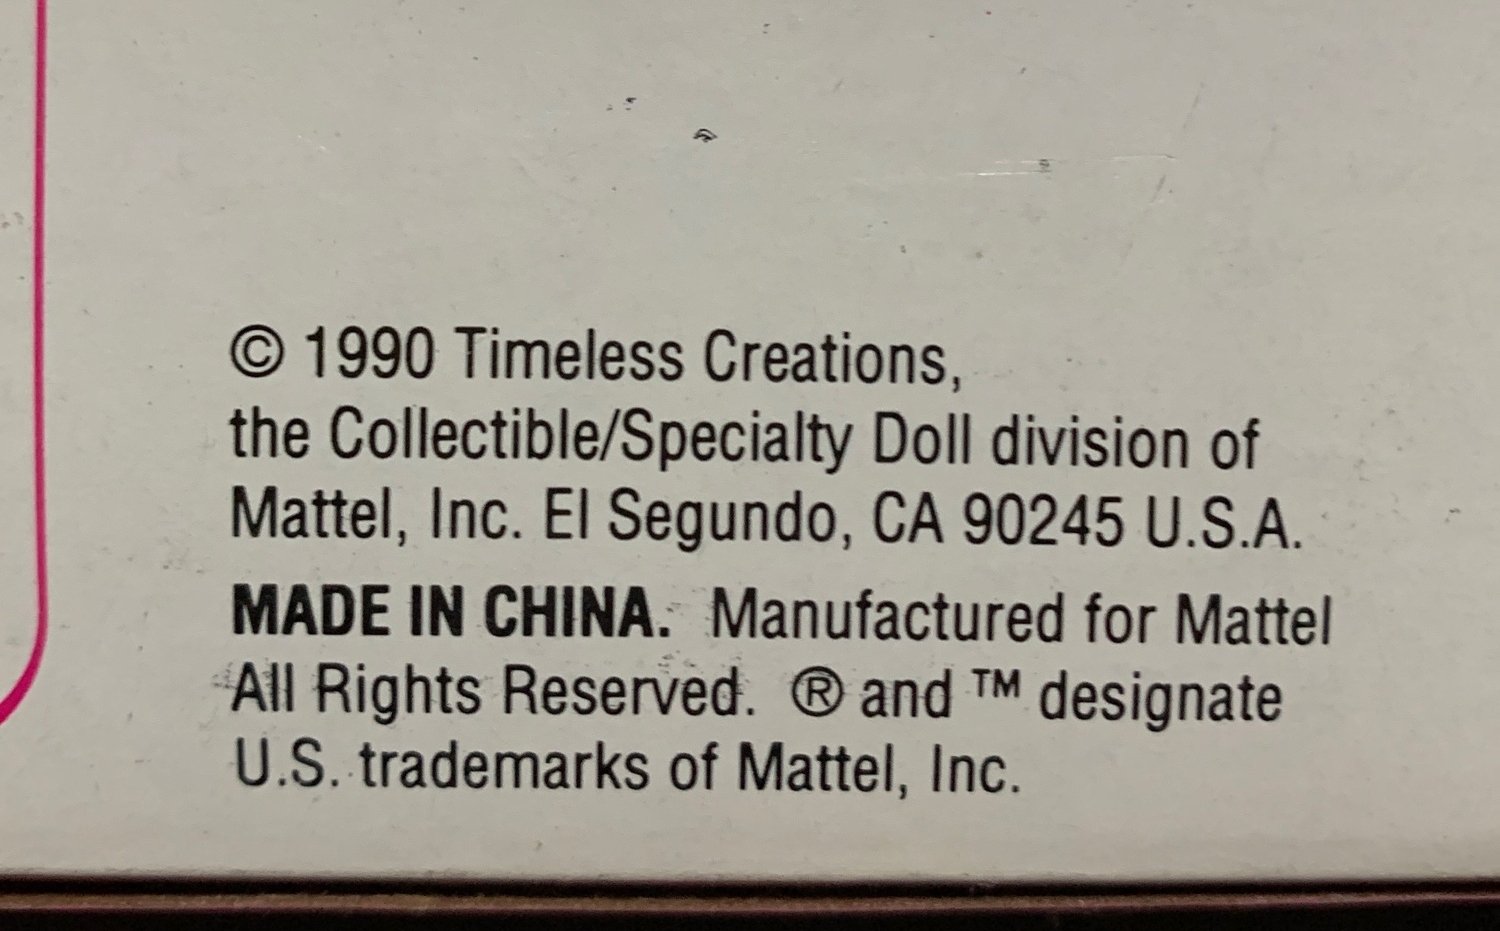 © 1990 Timeless Creations,
the Collectible/Specialty Doll division of
Mattel, Inc. El Segundo, CA 90245 U.S.A.
MADE IN CHINA. Manufactured for Mattel
All Rights Reserved. ® and ™ designate
U.S. trademarks of Mattel, Inc.